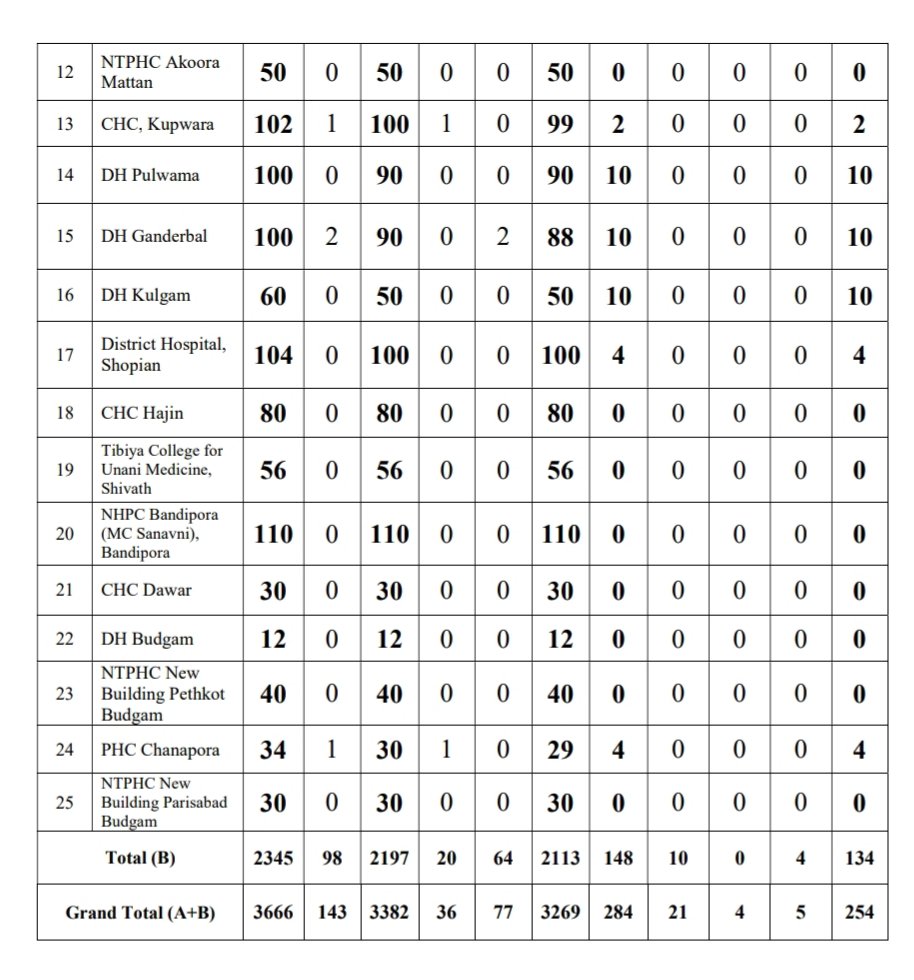 12 NTPHC Akoora Mattan 50 0 50 0 0 50 0 0 0 0 0
13 CHC, Kupwara 102 1 100 1 0 99 2 0 0 0 2
14 DH Pulwama 100 0 90 0 0 90 10 0 0 0 10
15 DH Ganderbal 100 2 90 0 2 88 10 0 0 0 10
16 DH Kulgam 60 0 50 0 0 50 10 0 0 0 10
17 District Hospital, Shopian 104 0 100 0 0 100 4 0 0 0 4
18 CHC Hajin 80 0 80 0 0 80 0 0 0 0 0
19 Tibiya College for Unani Medicine, Shivath 56 0 56 0 0 56 0 0 0 0 0
20 NHPC Bandipora (MC Sanavni), Bandipora 110 0 110 0 0 110 0 0 0 0 0
21 CHC Dawar 30 0 30 0 0 30 0 0 0 0 0
22 DH Budgam 12 0 12 0 0 12 0 0 0 0 0
23 NTPHC New Building Pethkot Budgam 40 0 40 0 0 40 0 0 0 0 0
24 PHC Chanapora 34 1 30 1 0 29 4 0 0 0 4
25 NTPHC New Building Parisabad Budgam 30 0 30 0 0 30 0 0 0 0 0
Total (B) 2345 98 2197 20 64 2113 148 10 0 4 134
Grand Total (A+B) 3666 143 3382 36 77 3269 284 21 4 5 254